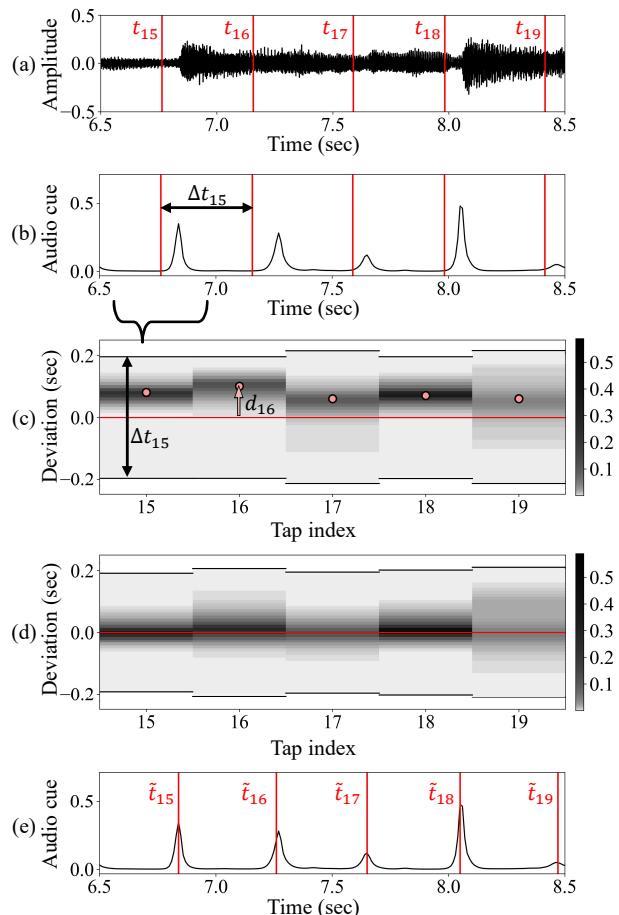 0.5
0.0
−0.5
Amplitude
(a)
t15 t16 t17 t18 t19
6.5 7.0 7.5 8.0 8.5
Time (sec)
(b)
Audio cue
0.5
0.0
Δt15
6.5 7.0 7.5 8.0 8.5
Time (sec)
(c)
Deviation (sec)
0.2
0.0
−0.2
Δt15
d16
0.5
0.4
0.3
0.2
0.1
15 16 17 18 19
Tap index
(d)
Deviation (sec)
0.2
0.0
−0.2
0.5
0.4
0.3
0.2
0.1
15 16 17 18 19
Tap index
(e)
Audio cue
0.5
0.0
t̃15 t̃16 t̃17 t̃18 t̃19
6.5 7.0 7.5 8.0 8.5
Time (sec)